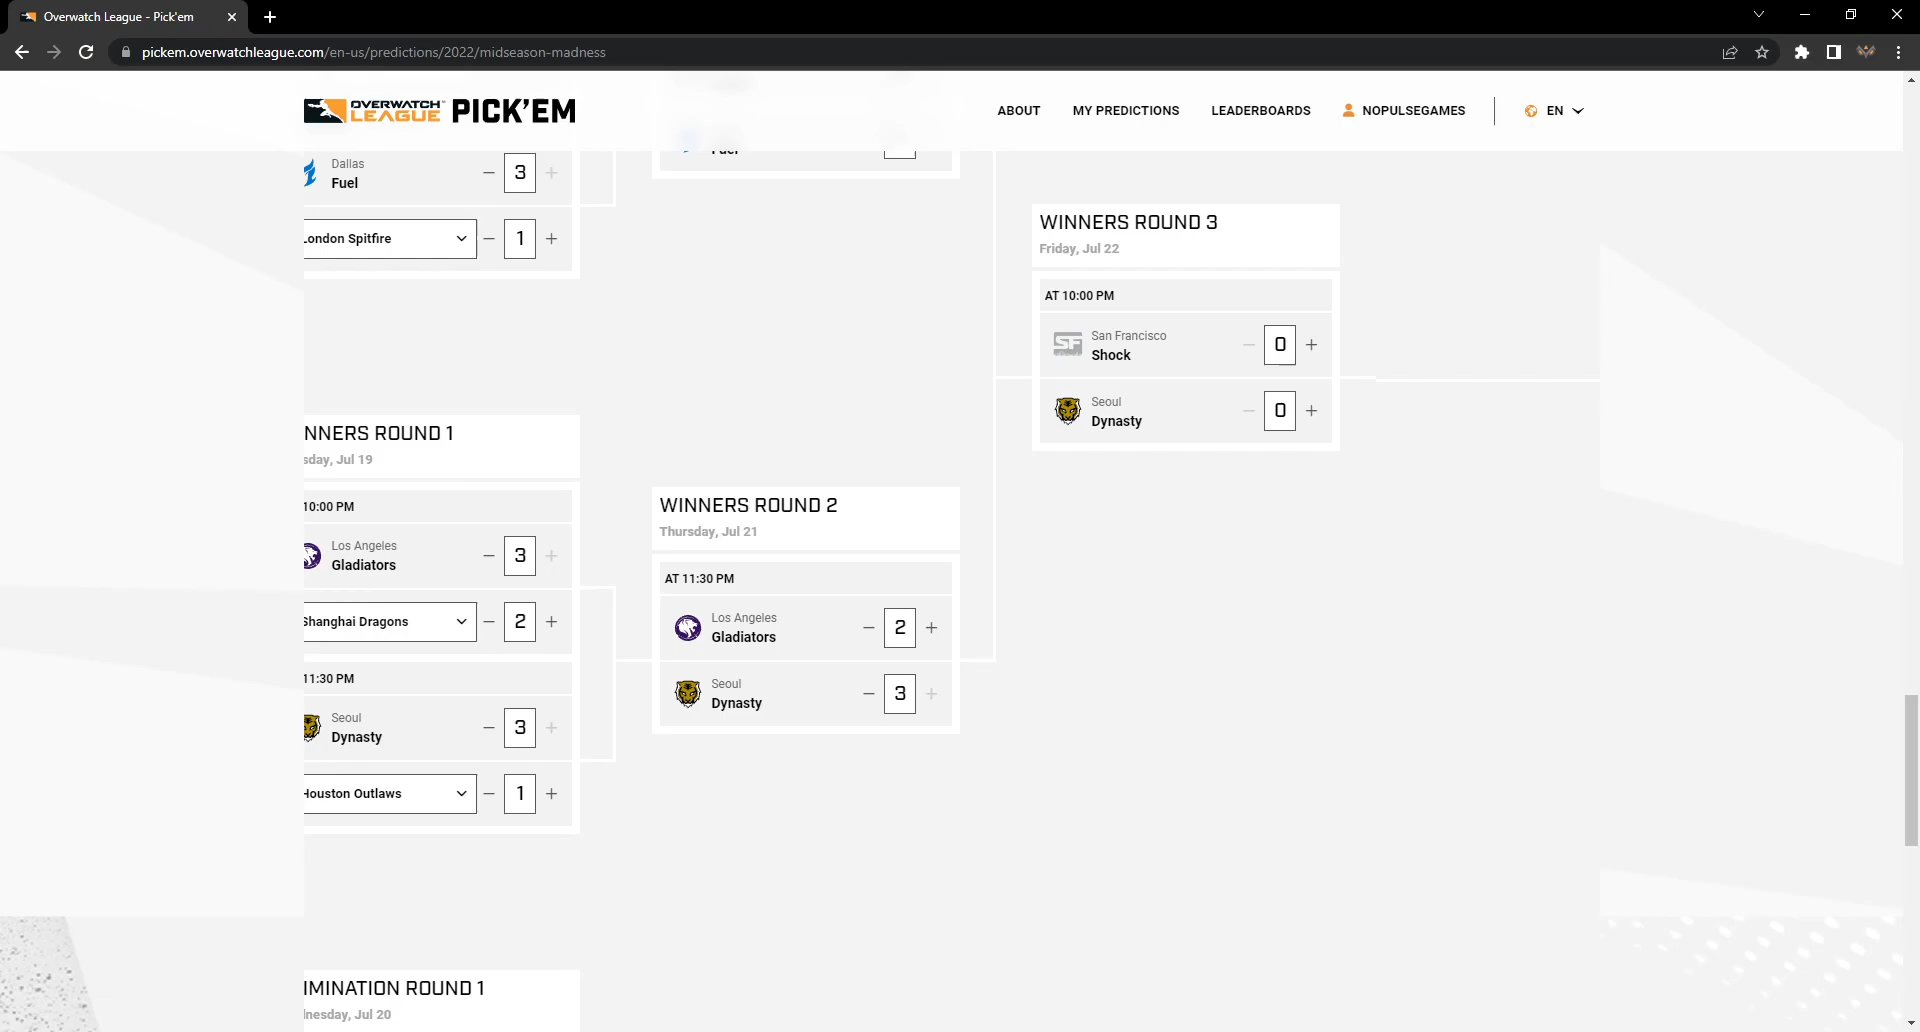 Overwatch League - Pick'em
pickem.overwatchleague.com/en-us/predictions/2022/midseason-madness
OVERWATCH LEAGUE PICK'EM
ABOUT
MY PREDICTIONS
LEADERBOARDS
NOPULSEGAMES
EN
Dallas
Fuel
3
London Spitfire
1
Fuel
WINNERS ROUND 3
Friday, Jul 22
AT 10:00 PM
San Francisco
Shock
0
Seoul
Dynasty
0
NNERS ROUND 1
sday, Jul 19
10:00 PM
Los Angeles
Gladiators
3
Shanghai Dragons
2
11:30 PM
Seoul
Dynasty
3
Houston Outlaws
1
WINNERS ROUND 2
Thursday, Jul 21
AT 11:30 PM
Los Angeles
Gladiators
2
Seoul
Dynasty
3
IMINATION ROUND 1
nesday, Jul 20